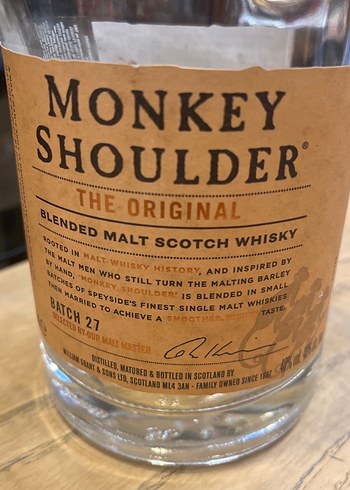 MONKEY
SHOULDER®
THE ORIGINAL
BLENDED MALT SCOTCH WHISKY
ROOTED IN MALT WHISKY HISTORY, AND INSPIRED BY
THE MALT MEN WHO STILL TURN THE MALTING BARLEY
BY HAND, 'MONKEY SHOULDER' IS BLENDED IN SMALL
BATCHES OF SPEYSIDE'S FINEST SINGLE MALT WHISKIES
THEN MARRIED TO ACHIEVE A SMOOTHER, TASTE.
BATCH 27
SELECTED BY OUR MALT MASTER
DISTILLED, MATURED & BOTTLED IN SCOTLAND BY
WILLIAM GRANT & SONS LTD, SCOTLAND ML4 3AN - FAMILY OWNED SINCE 1887